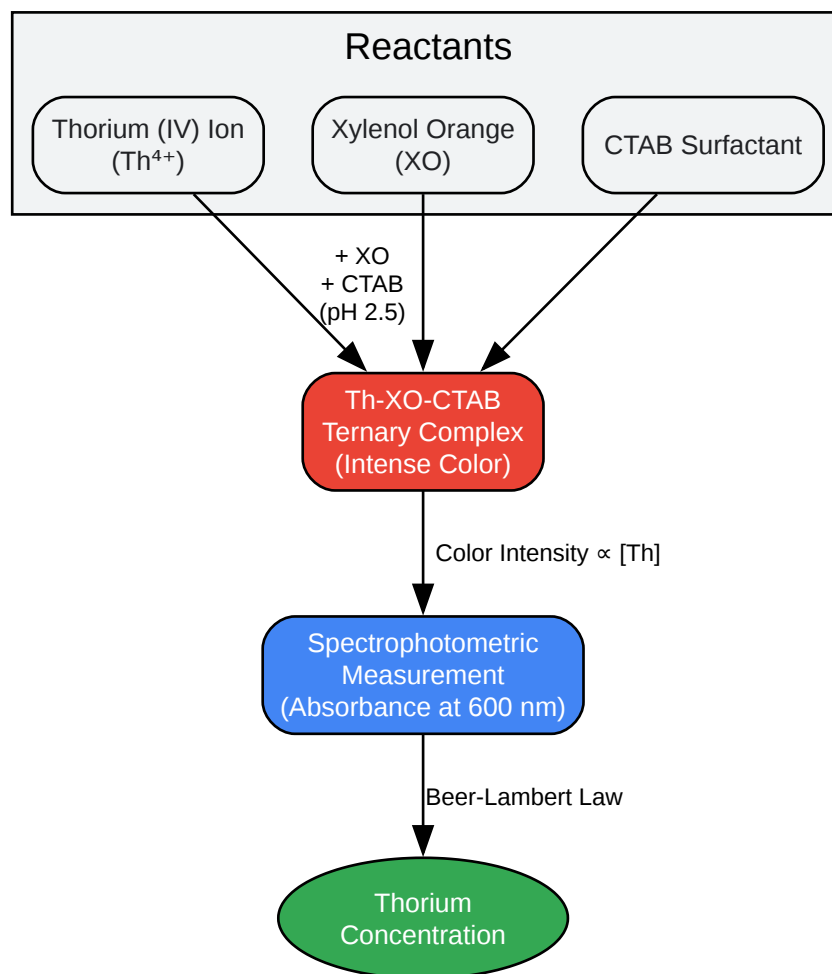 Reactants
Thorium (IV) Ion
(Th⁴⁺)
Xylenol Orange
(XO)
CTAB Surfactant
+ XO
+ CTAB
(pH 2.5)
Th-XO-CTAB
Ternary Complex
(Intense Color)
Color Intensity ∝ [Th]
Spectrophotometric
Measurement
(Absorbance at 600 nm)
Beer-Lambert Law
Thorium
Concentration